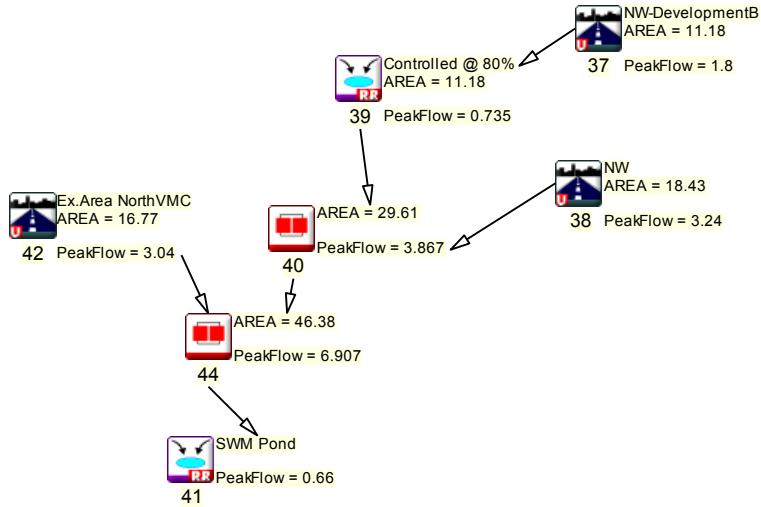 NW-DevelopmentB
AREA = 11.18
U
37 PeakFlow = 1.8
Controlled @ 80%
AREA = 11.18
RR
39 PeakFlow = 0.735
NW
AREA = 18.43
U
38 PeakFlow = 3.24
Ex.Area NorthVMC
AREA = 16.77
U
42 PeakFlow = 3.04
AREA = 29.61
PeakFlow = 3.867
40
AREA = 46.38
PeakFlow = 6.907
44
SWM Pond
RR
PeakFlow = 0.66
41